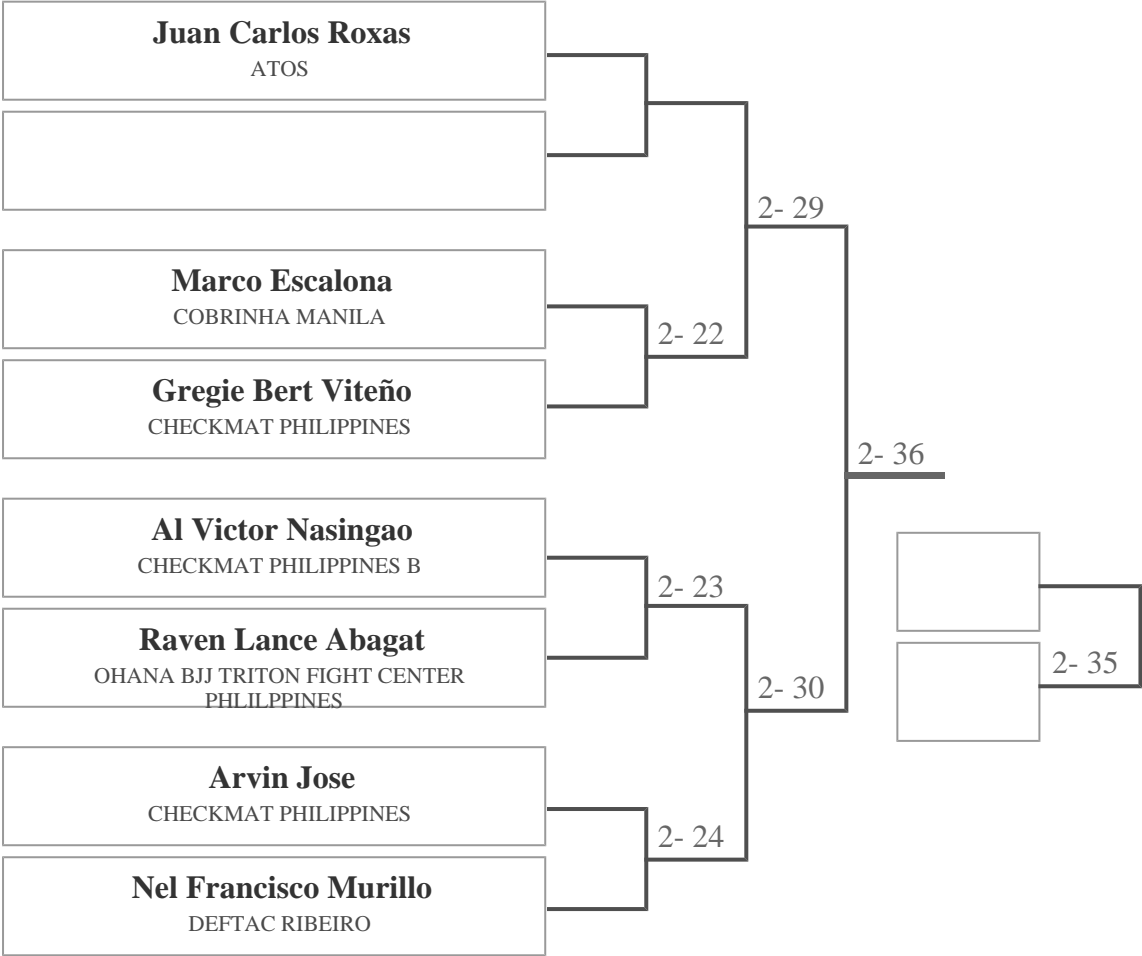 Juan Carlos Roxas
ATOS
2- 29
Marco Escalona
COBRINHA MANILA
2- 22
Gregie Bert Viteño
CHECKMAT PHILIPPINES
2- 36
Al Victor Nasingao
CHECKMAT PHILIPPINES B
2- 23
Raven Lance Abagat
OHANA BJJ TRITON FIGHT CENTER
PHLILPPINES
2- 35
2- 30
Arvin Jose
CHECKMAT PHILIPPINES
2- 24
Nel Francisco Murillo
DEFTAC RIBEIRO